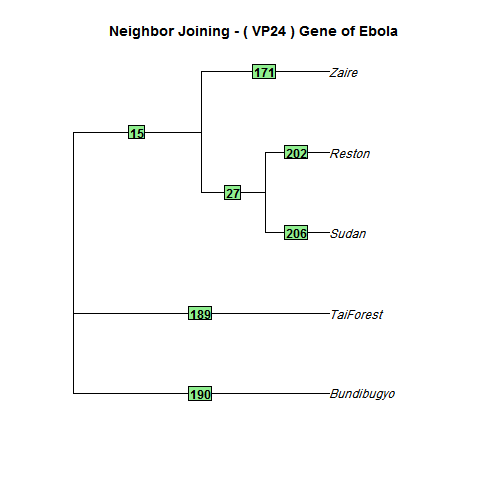 Neighbor Joining - ( VP24 ) Gene of Ebola
171 Zaire
15
202 Reston
27
206 Sudan
189 TaiForest
190 Bundibugyo